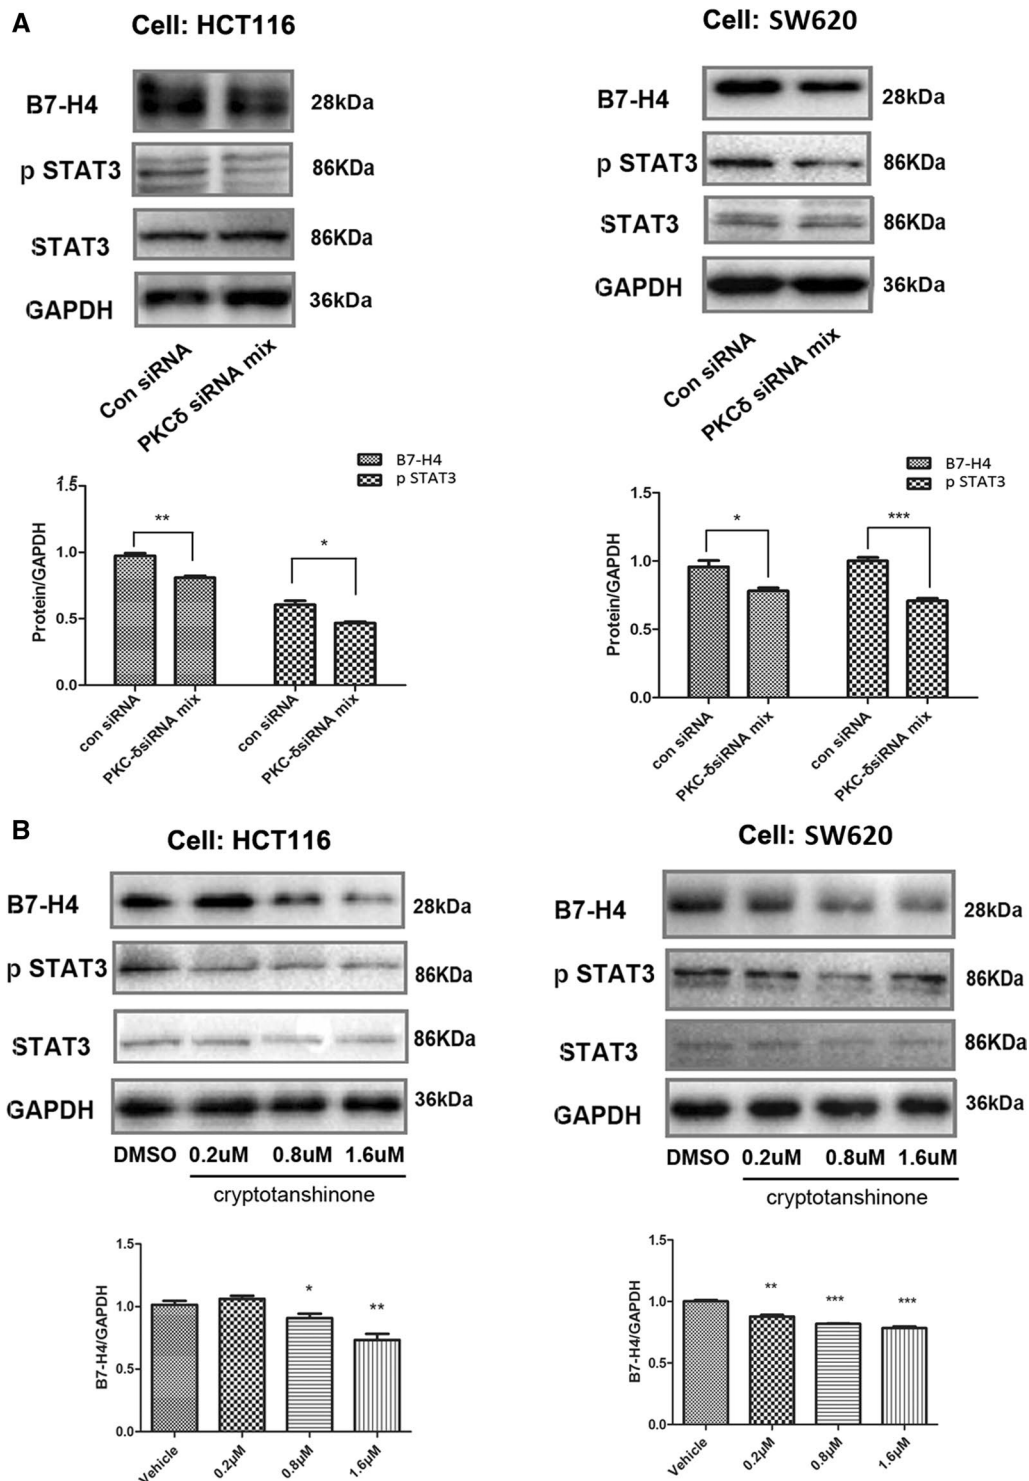 A
Cell: HCT116
B7-H4 28kDa
p STAT3 86KDa
STAT3 86KDa
GAPDH 36kDa
Con siRNA
PKCδ siRNA mix
Cell: SW620
B7-H4 28kDa
p STAT3 86KDa
STAT3 86KDa
GAPDH 36kDa
Con siRNA
PKCδ siRNA mix
B7-H4
p STAT3
Protein/GAPDH
1.5
1.0
0.5
0.0
**
*
con siRNA
PKC-δsiRNA mix
con siRNA
PKC-δsiRNA mix
B7-H4
p STAT3
Protein/GAPDH
1.5
1.0
0.5
0.0
*
***
con siRNA
PKC-δsiRNA mix
con siRNA
PKC-δsiRNA mix
B
Cell: HCT116
B7-H4 28kDa
p STAT3 86KDa
STAT3 86KDa
GAPDH 36kDa
DMSO 0.2uM 0.8uM 1.6uM
cryptotanshinone
Cell: SW620
B7-H4 28kDa
p STAT3 86KDa
STAT3 86KDa
GAPDH 36kDa
DMSO 0.2uM 0.8uM 1.6uM
cryptotanshinone
B7-H4/GAPDH
1.5
1.0
0.5
0.0
*
**
Vehicle
0.2μM
0.8μM
1.6μM
B7-H4/GAPDH
1.5
1.0
0.5
0.0
**
***
***
Vehicle
0.2μM
0.8μM
1.6μM